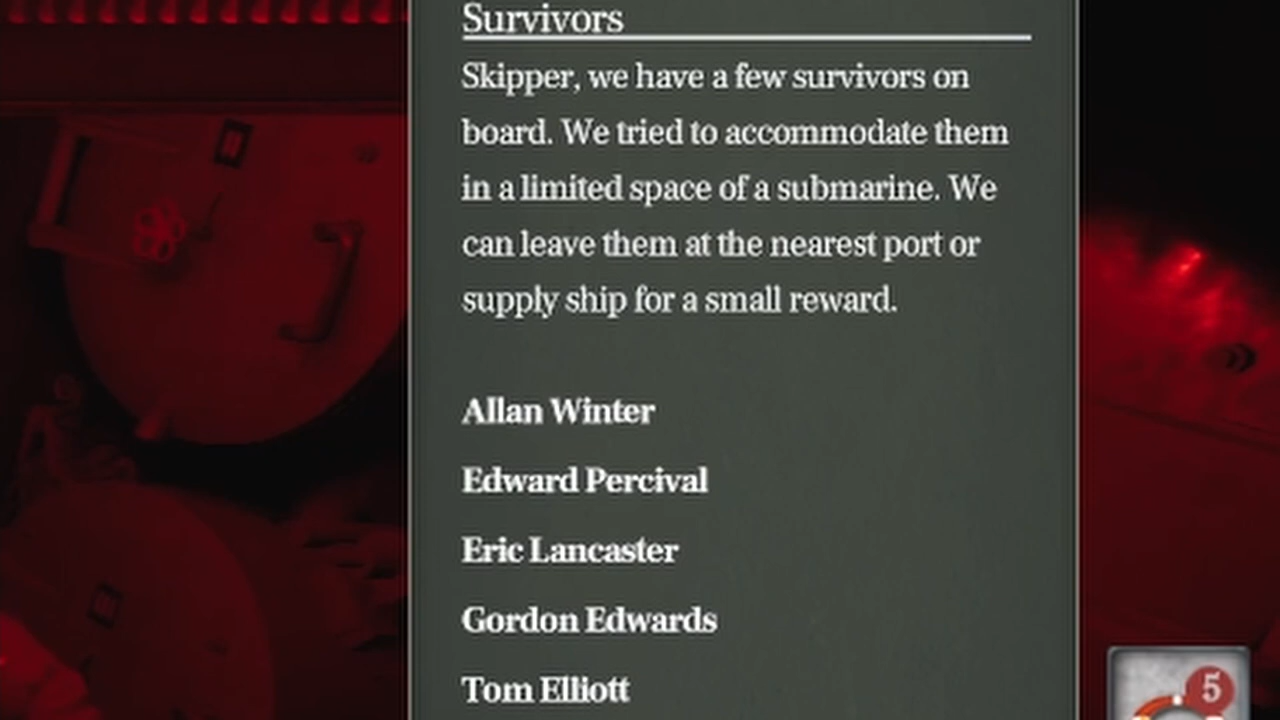 Survivors
Skipper, we have a few survivors on
board. We tried to accommodate them
in a limited space of a submarine. We
can leave them at the nearest port or
supply ship for a small reward.
Allan Winter
Edward Percival
Eric Lancaster
Gordon Edwards
Tom Elliott
5